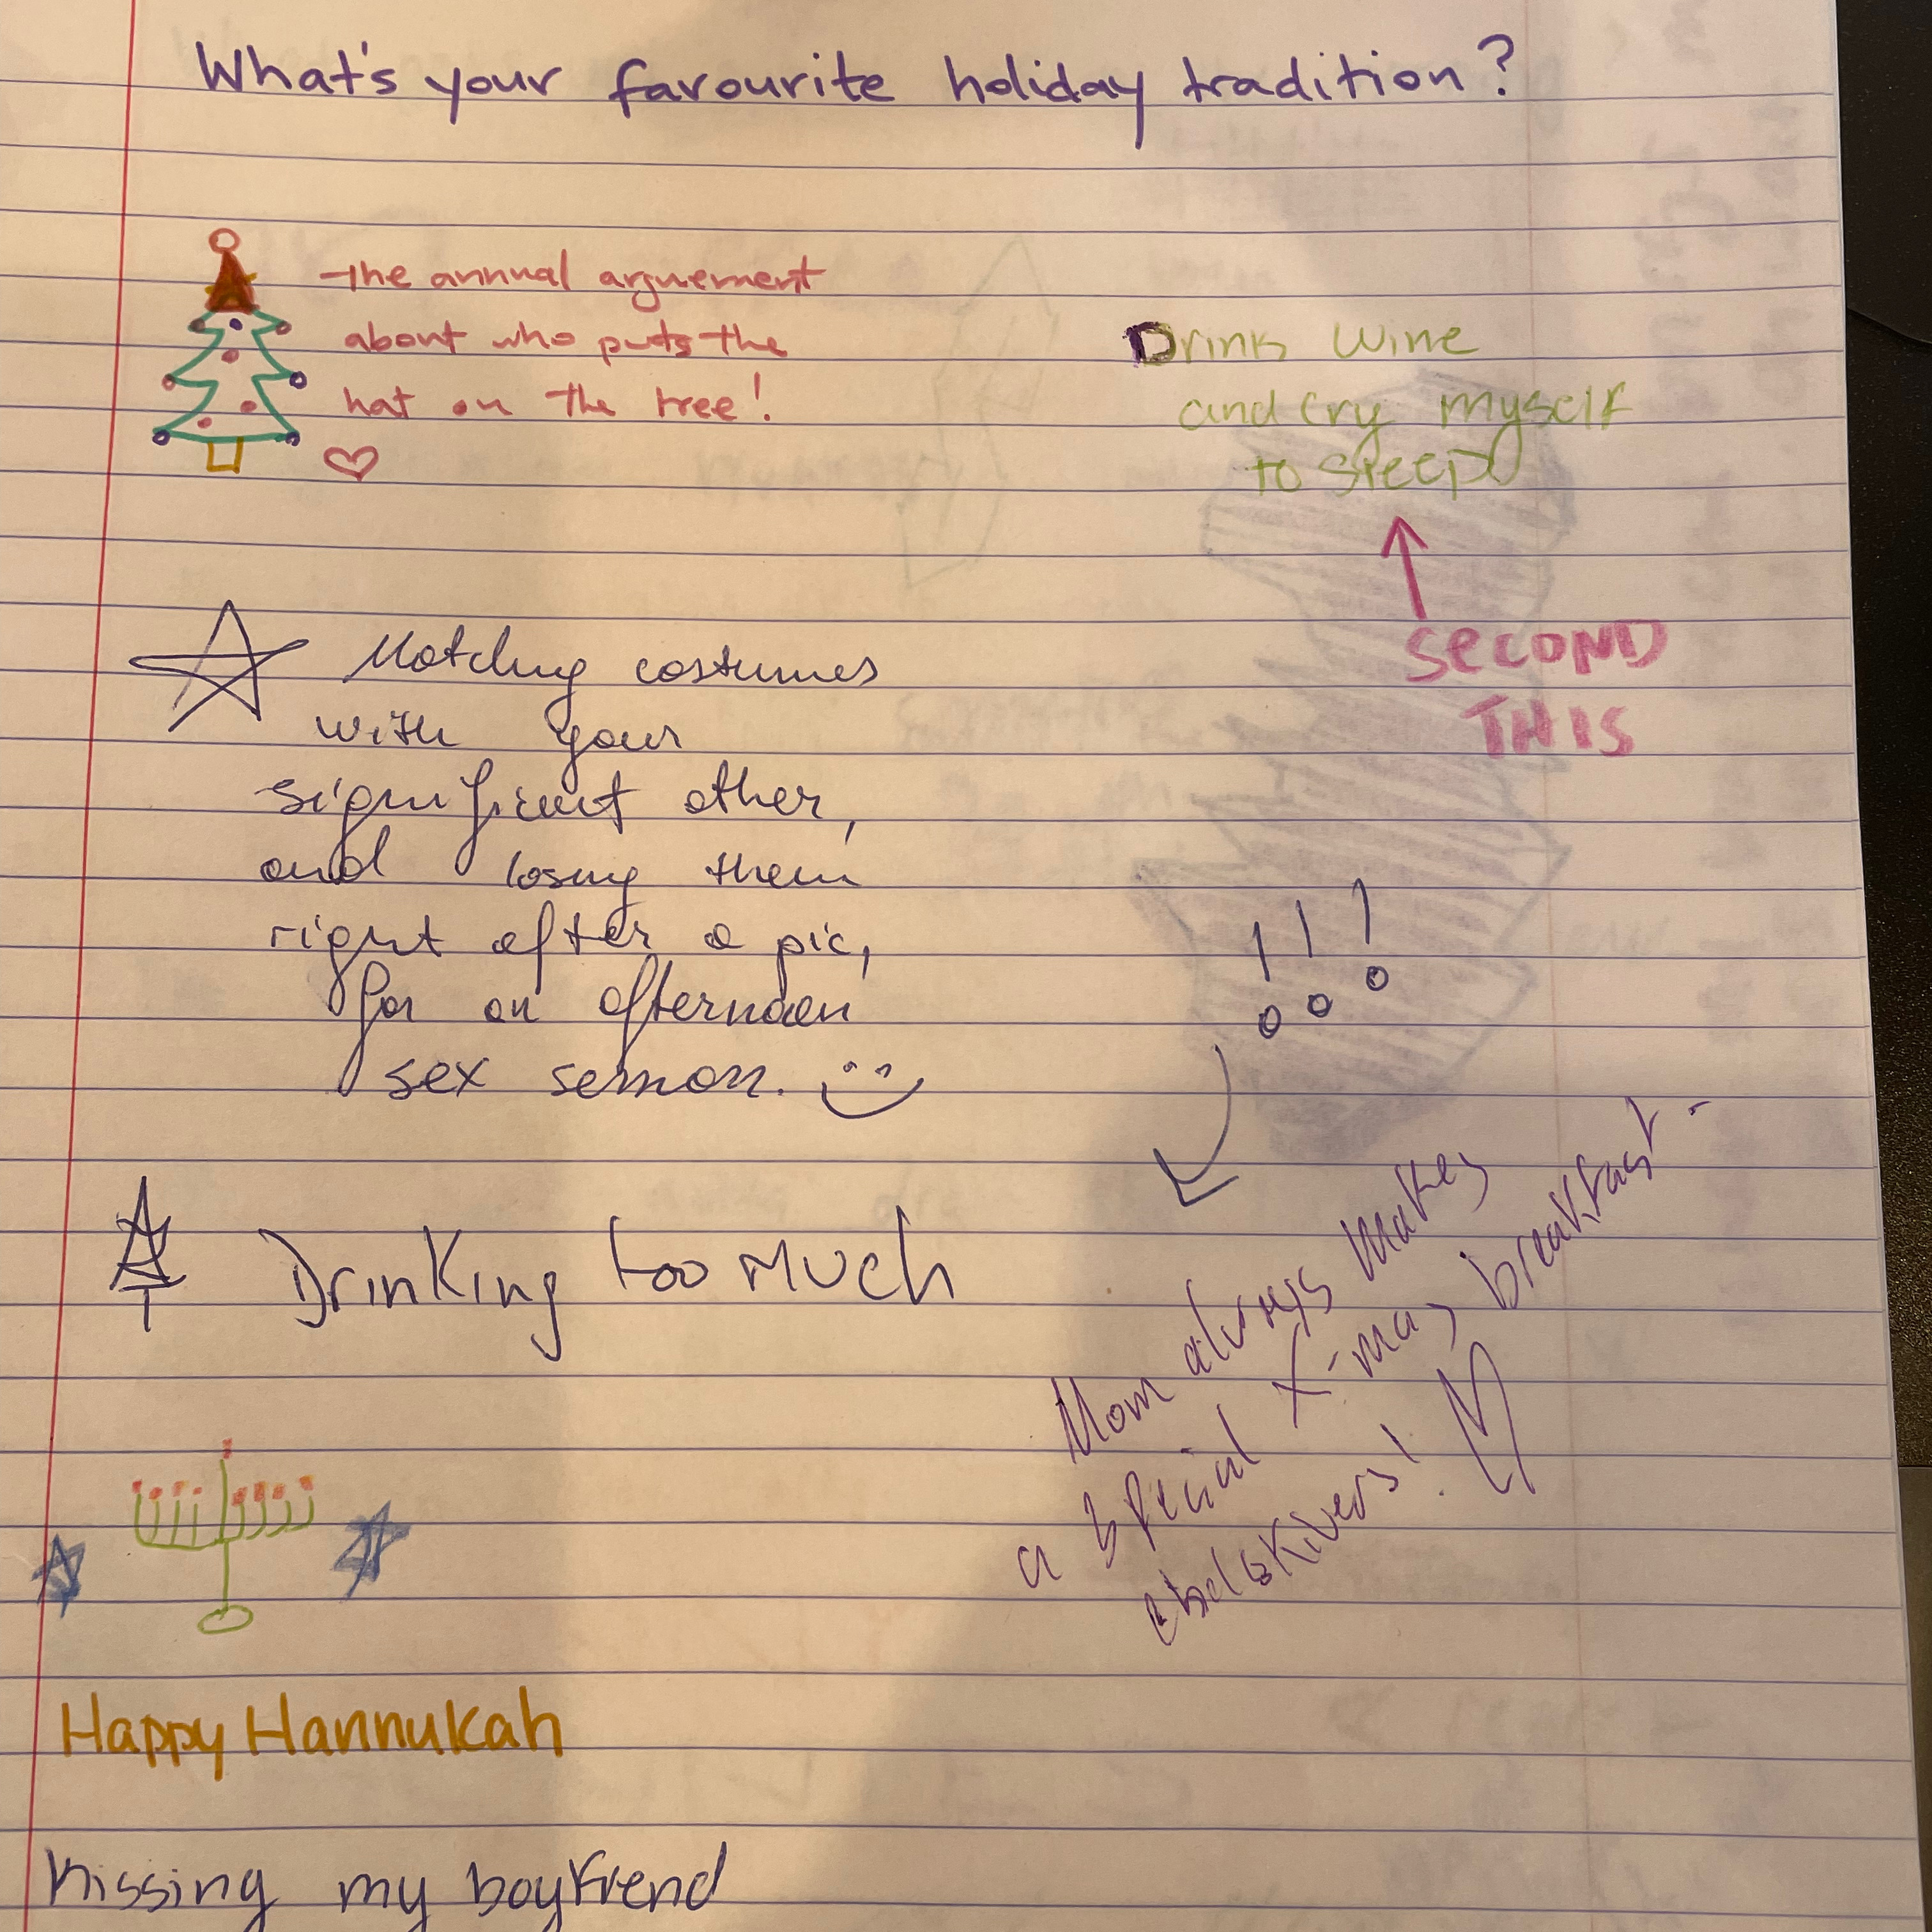 What's your favourite holiday tradition?
the annual arguement
about who puts the
hat on the tree!
Drink Wine
and Cry myself
to Sleep
SECOND
THIS
Matching costumes
with your
significant other,
and losing them
right after a pic,
for an afternoon
sex
!!!
Drinking too Much
Mom always makes
a special X-mas breakfast -
Happy Hannukah
Kissing my boyfriend